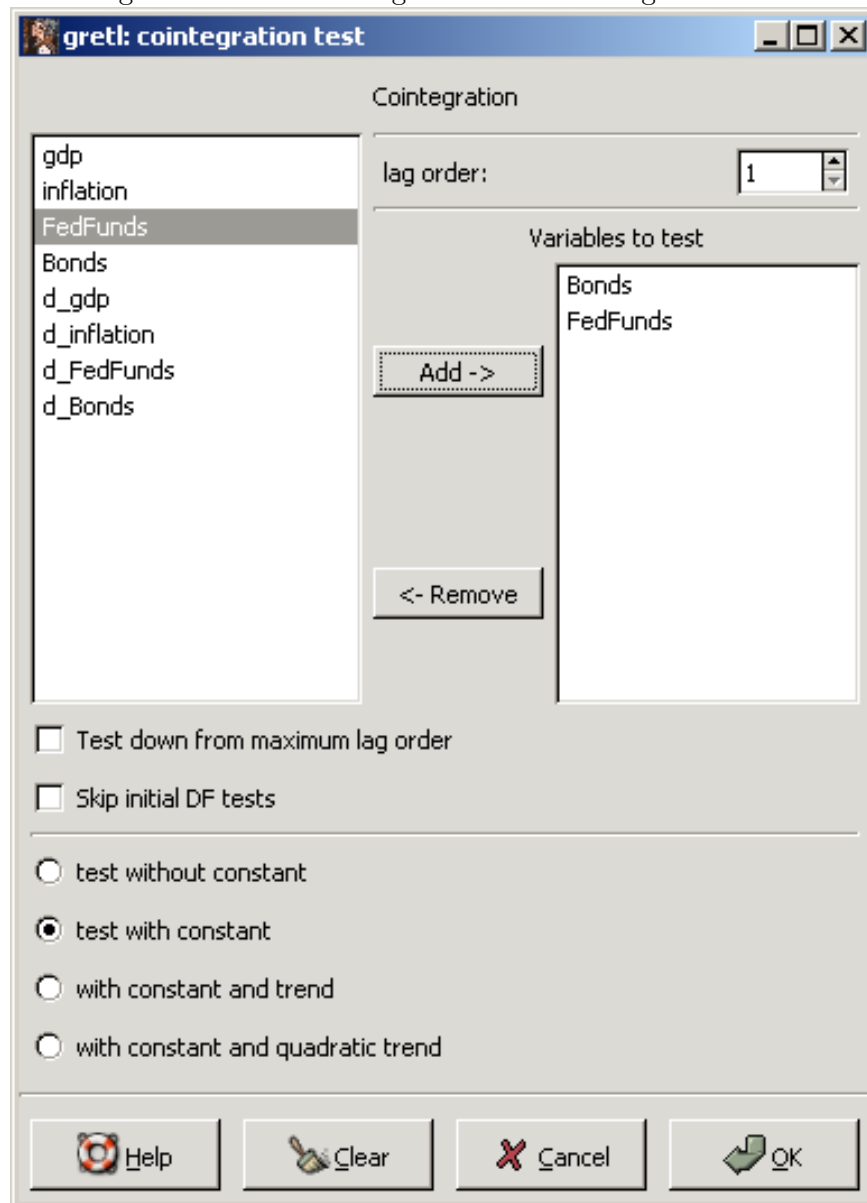 gretl: cointegration test
Cointegration
gdp
inflation
FedFunds
Bonds
d_gdp
d_inflation
d_FedFunds
d_Bonds
lag order:
1
Variables to test
Bonds
FedFunds
Add ->
<- Remove
Test down from maximum lag order
Skip initial DF tests
test without constant
test with constant
with constant and trend
with constant and quadratic trend
Help
Clear
Cancel
OK